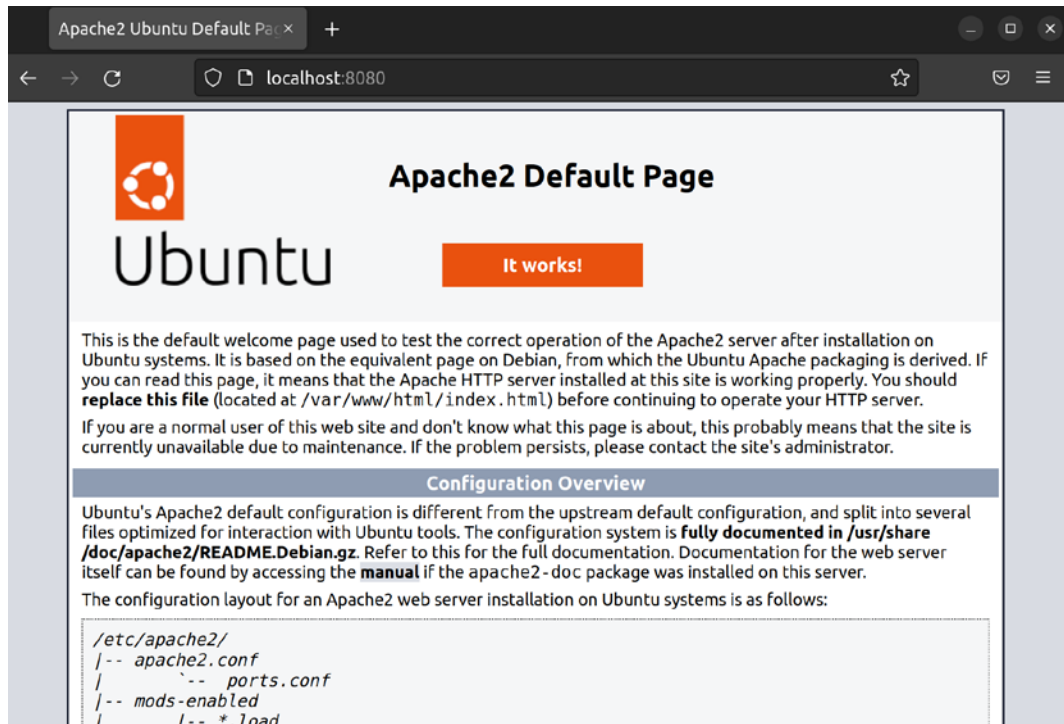 Apache2 Ubuntu Default Pag
localhost:8080
Apache2 Default Page
Ubuntu
It works!
This is the default welcome page used to test the correct operation of the Apache2 server after installation on
Ubuntu systems. It is based on the equivalent page on Debian, from which the Ubuntu Apache packaging is derived. If
you can read this page, it means that the Apache HTTP server installed at this site is working properly. You should
replace this file (located at /var/www/html/index.html) before continuing to operate your HTTP server.
If you are a normal user of this web site and don't know what this page is about, this probably means that the site is
currently unavailable due to maintenance. If the problem persists, please contact the site's administrator.
Configuration Overview
Ubuntu's Apache2 default configuration is different from the upstream default configuration, and split into several
files optimized for interaction with Ubuntu tools. The configuration system is fully documented in /usr/share
/doc/apache2/README.Debian.gz. Refer to this for the full documentation. Documentation for the web server
itself can be found by accessing the manual if the apache2-doc package was installed on this server.
The configuration layout for an Apache2 web server installation on Ubuntu systems is as follows:
/etc/apache2/
|-- apache2.conf
|       `--  ports.conf
|-- mods-enabled
|       |-- *.load